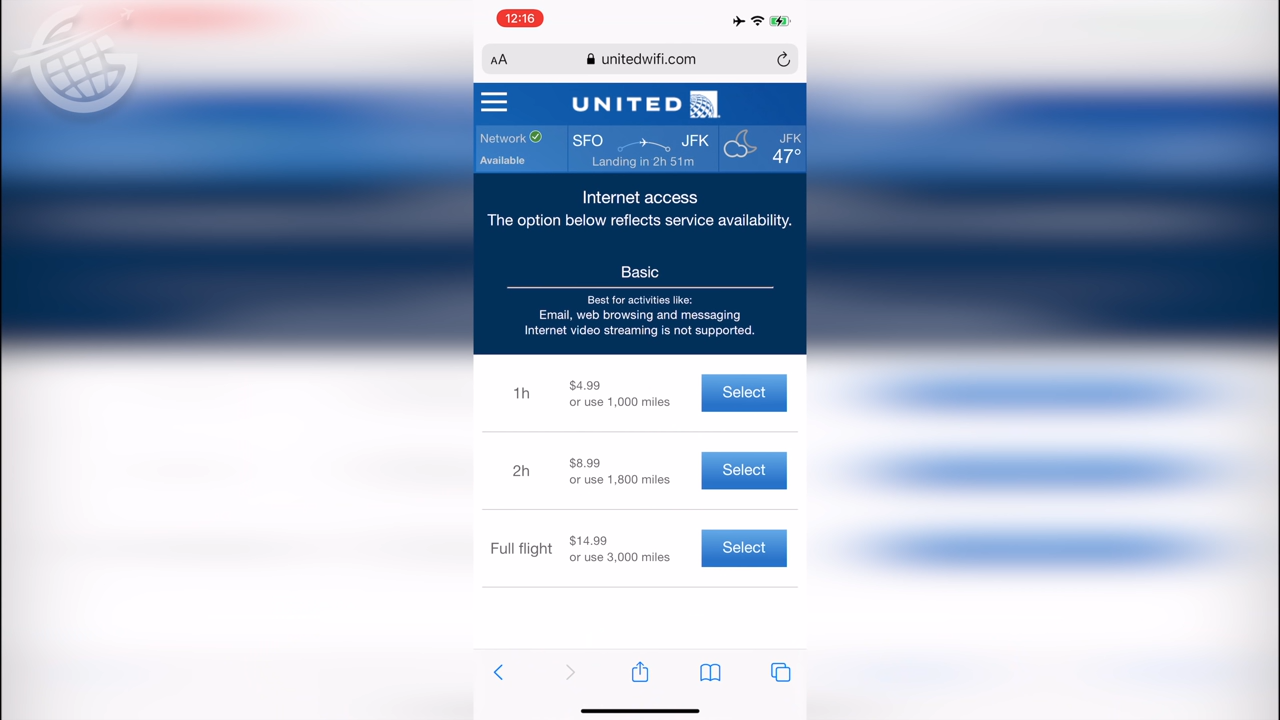 12:16
AA
unitedwifi.com
UNITED
Network
Available
SFO
JFK
Landing in 2h 51m
JFK
47°
Internet access
The option below reflects service availability.
Basic
Best for activities like:
Email, web browsing and messaging
Internet video streaming is not supported.
1h
$4.99
or use 1,000 miles
Select
2h
$8.99
or use 1,800 miles
Select
Full flight
$14.99
or use 3,000 miles
Select